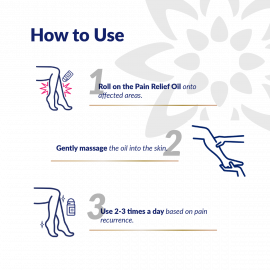 How to Use
1
Roll on the Pain Relief Oil onto
affected areas.
2
Gently massage the oil into the skin.
3
Use 2-3 times a day based on pain
recurrence.